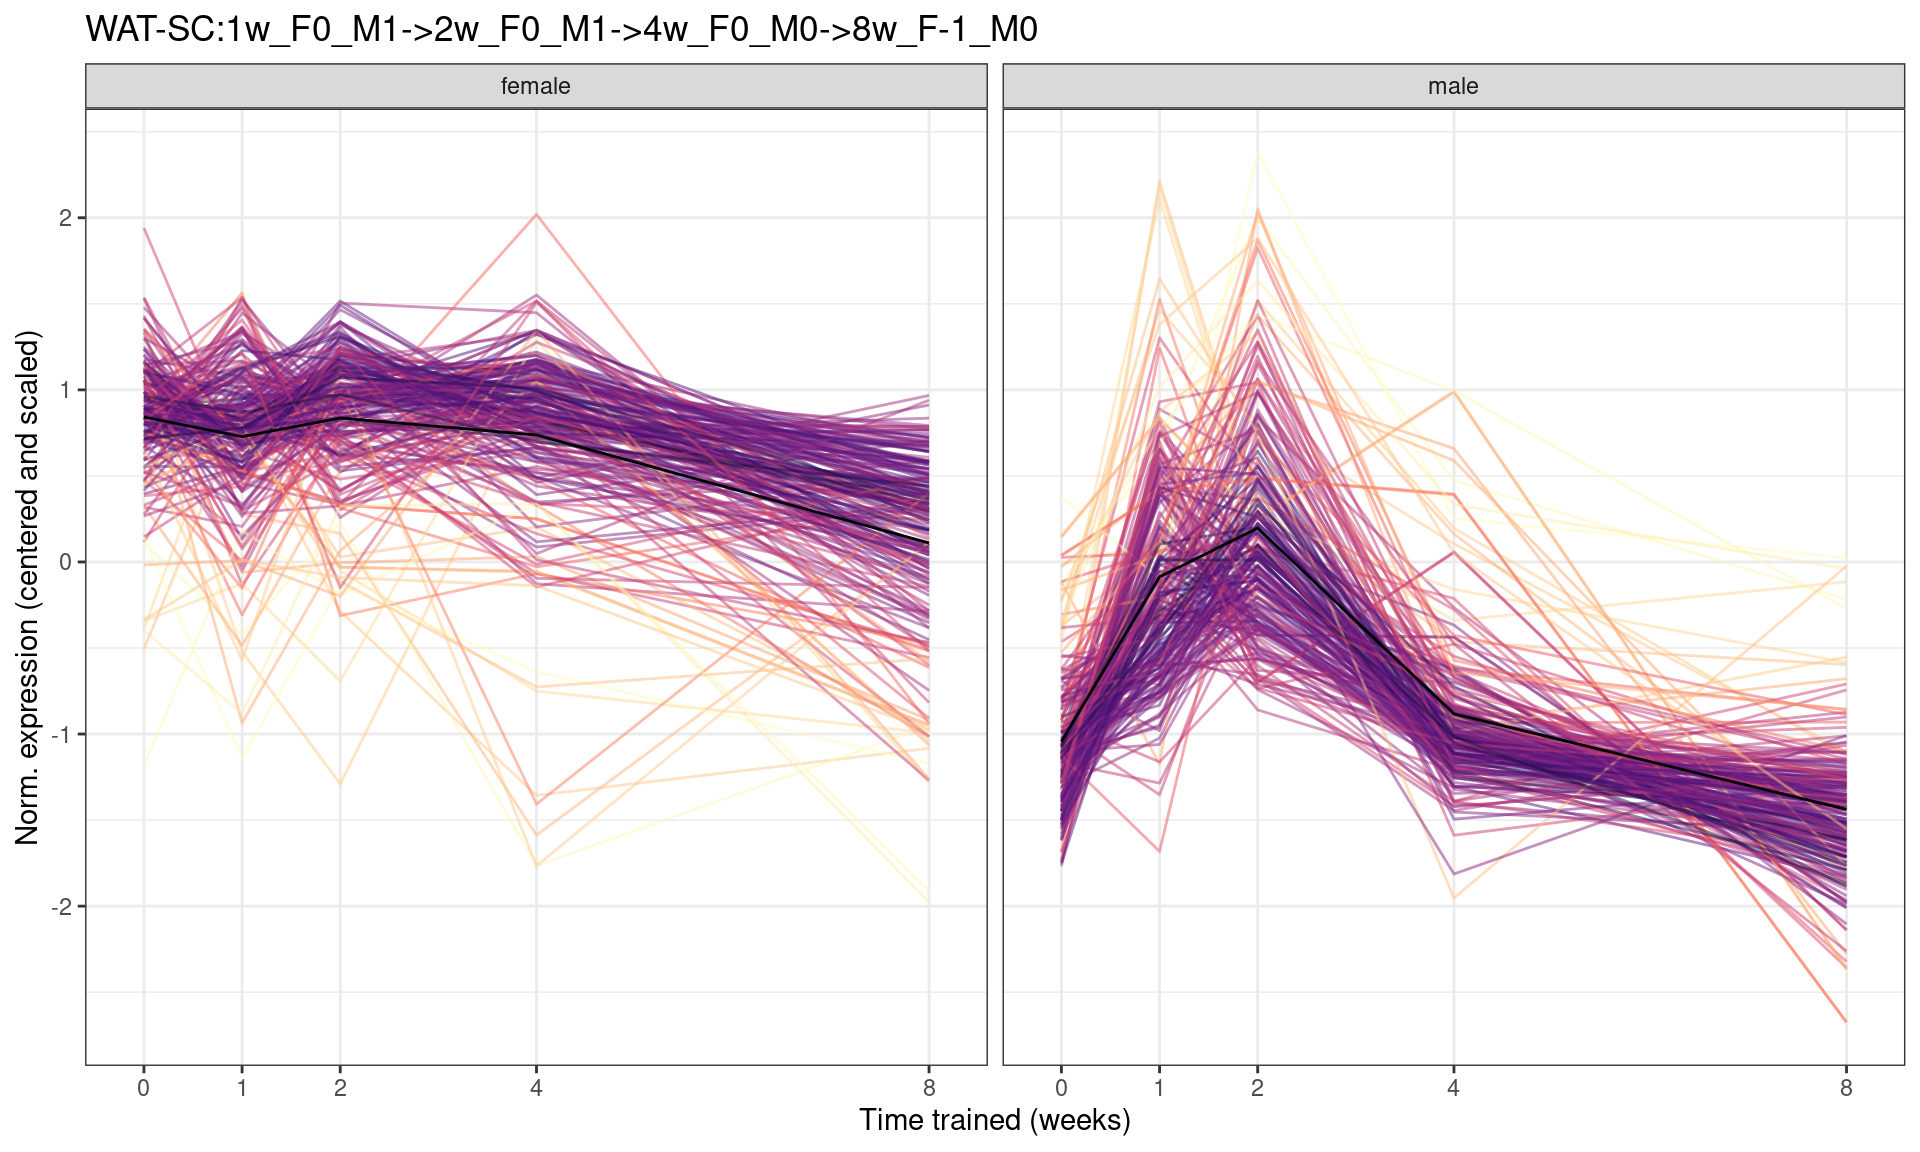 WAT-SC:1w_F0_M1->2w_F0_M1->4w_F0_M0->8w_F-1_M0
female
male
Norm. expression (centered and scaled)
2
1
0
-1
-2
0 1 2 4 8
0 1 2 4 8
Time trained (weeks)